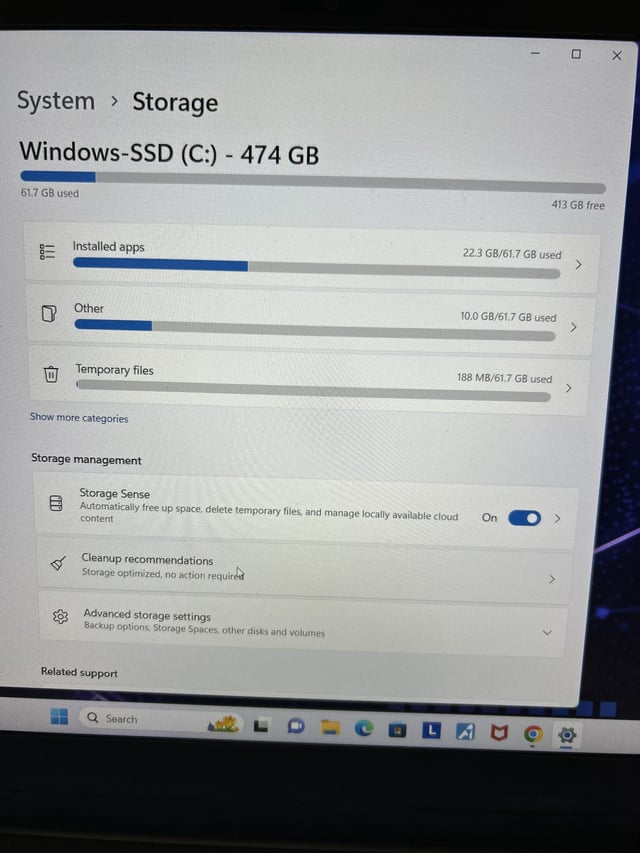 System > Storage
Windows-SSD (C:) - 474 GB
61.7 GB used
413 GB free
Installed apps
22.3 GB/61.7 GB used
Other
10.0 GB/61.7 GB used
Temporary files
188 MB/61.7 GB used
Show more categories
Storage management
Storage Sense
Automatically free up space, delete temporary files, and manage locally available cloud
content
On
Cleanup recommendations
Storage optimized, no action required
Advanced storage settings
Backup options, Storage Spaces, other disks and volumes
Related support
Search
L